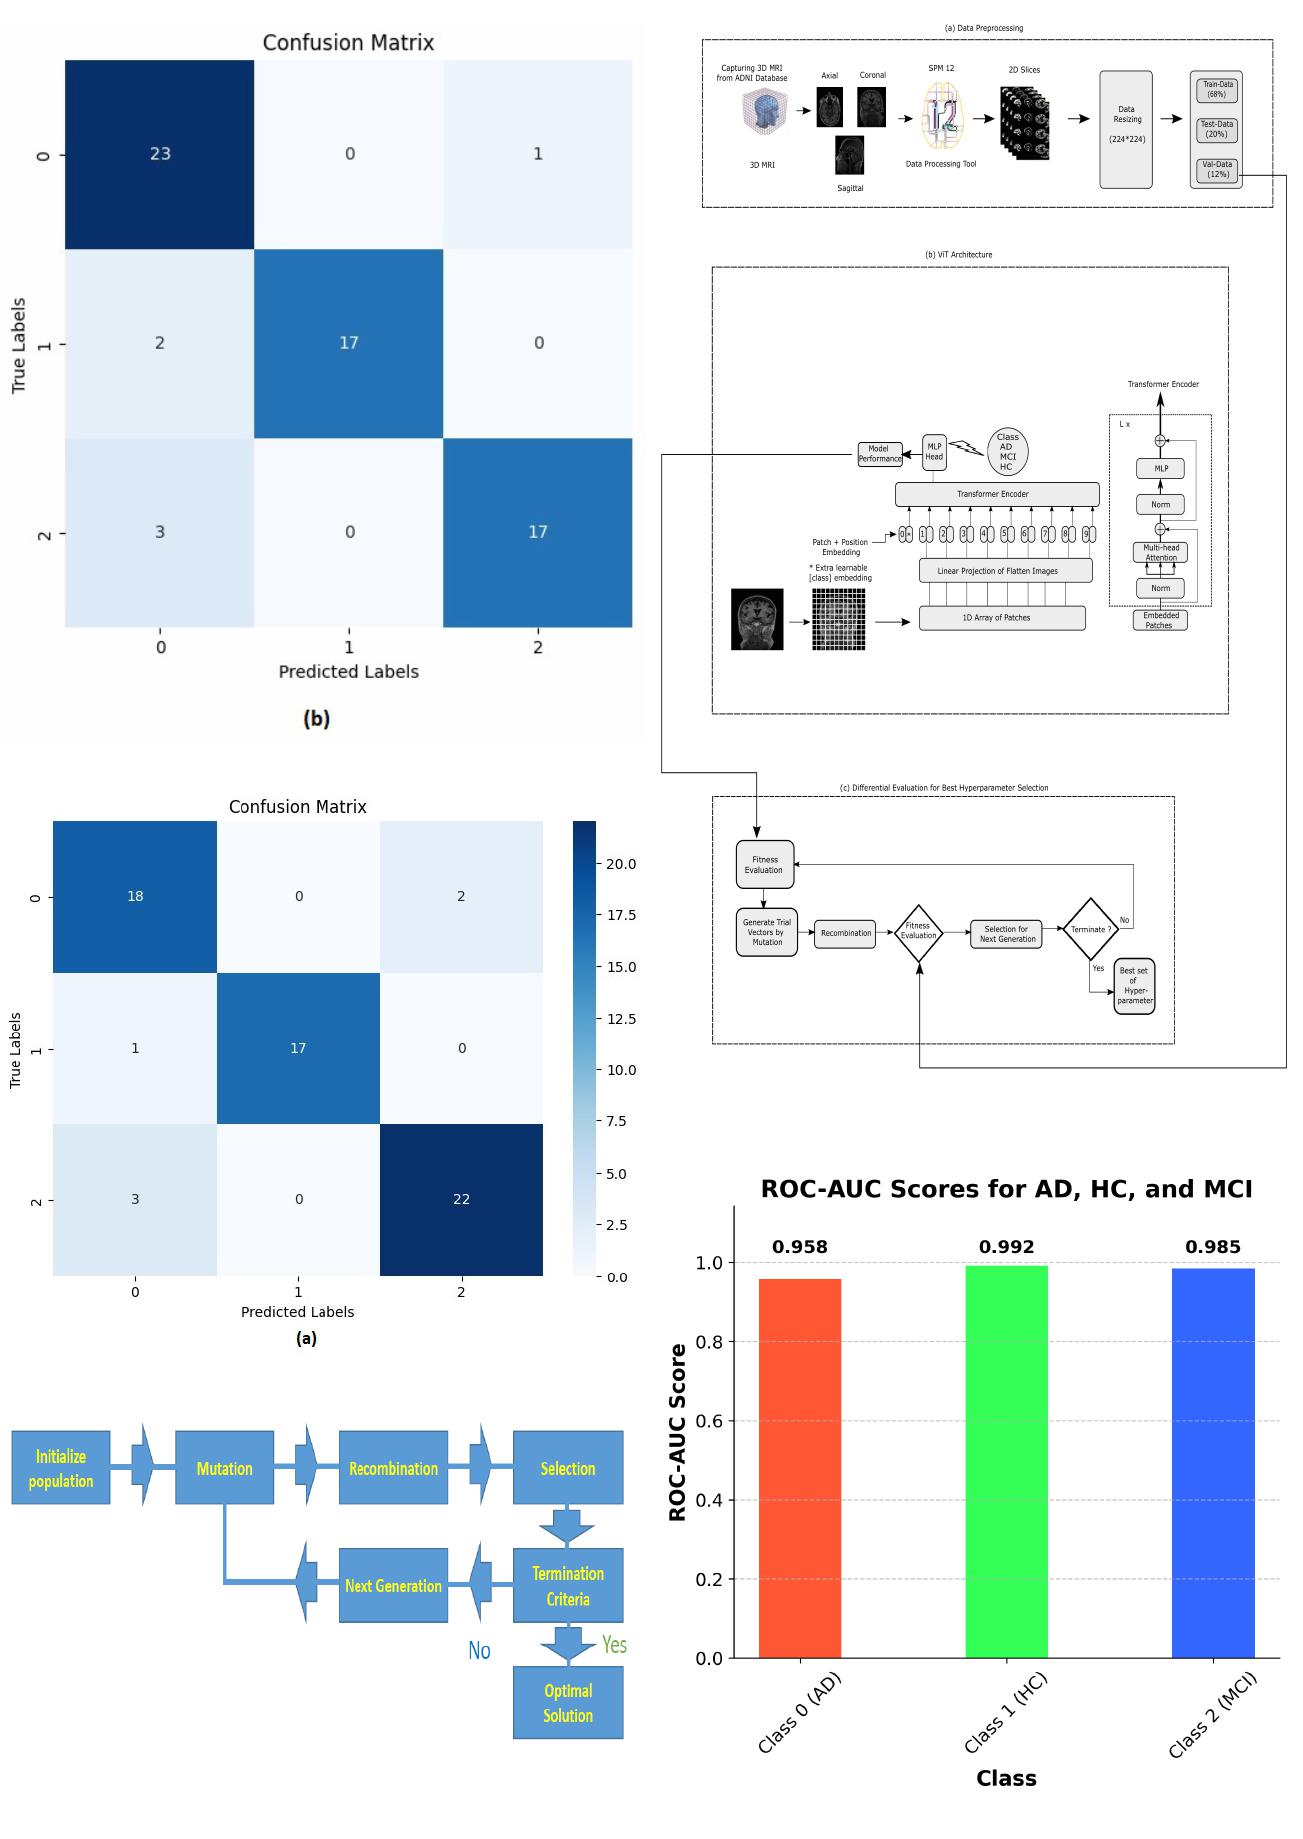 Confusion Matrix
True Labels
0
1
2
23
0
1
2
17
0
3
0
17
0
1
2
Predicted Labels
(b)
(a) Data Preprocessing
Capturing 3D MRI
from ADNI Database
3D MRI
Axial
Coronal
Sagittal
SPM 12
Data Processing Tool
2D Slices
Data
Resizing
(224*224)
Train-Data
(68%)
Test-Data
(20%)
Val-Data
(12%)
(b) ViT Architecture
Transformer Encoder
L x
MLP
Norm
Multi-head
Attention
Norm
Embedded
Patches
Model
Performance
MLP
Head
Class
AD
MCI
HC
Transformer Encoder
Patch + Position
Embedding
0 * 1 2 3 4 5 6 7 8 9
* Extra learnable
[class] embedding
Linear Projection of Flatten Images
1D Array of Patches
(c) Differential Evaluation for Best Hyperparameter Selection
Fitness
Evaluation
Generate Trial
Vectors by
Mutation
Recombination
Fitness
Evaluation
Selection for
Next Generation
Terminate ?
No
Yes
Best set
of
Hyper-
parameter
Confusion Matrix
True Labels
0
1
2
18
0
2
1
17
0
3
0
22
0
1
2
Predicted Labels
20.0
17.5
15.0
12.5
10.0
7.5
5.0
2.5
0.0
(a)
Initialize
population
Mutation
Recombination
Selection
Termination
Criteria
Next Generation
No
Yes
Optimal
Solution
ROC-AUC Scores for AD, HC, and MCI
ROC-AUC Score
1.0
0.8
0.6
0.4
0.2
0.0
0.958
0.992
0.985
Class 0 (AD)
Class 1 (HC)
Class 2 (MCI)
Class